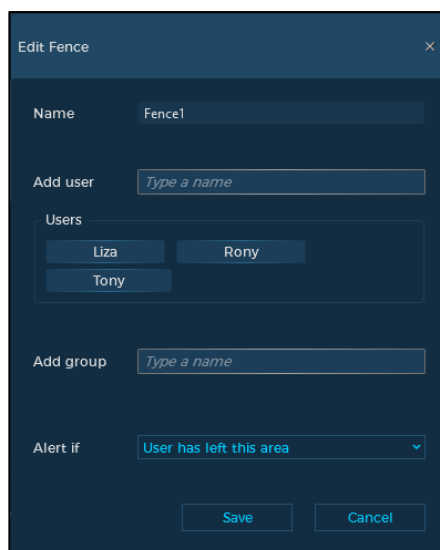 Edit Fence ×
Name Fence1
Add user Type a name
Users
Liza Rony
Tony
Add group Type a name
Alert if User has left this area
Save Cancel